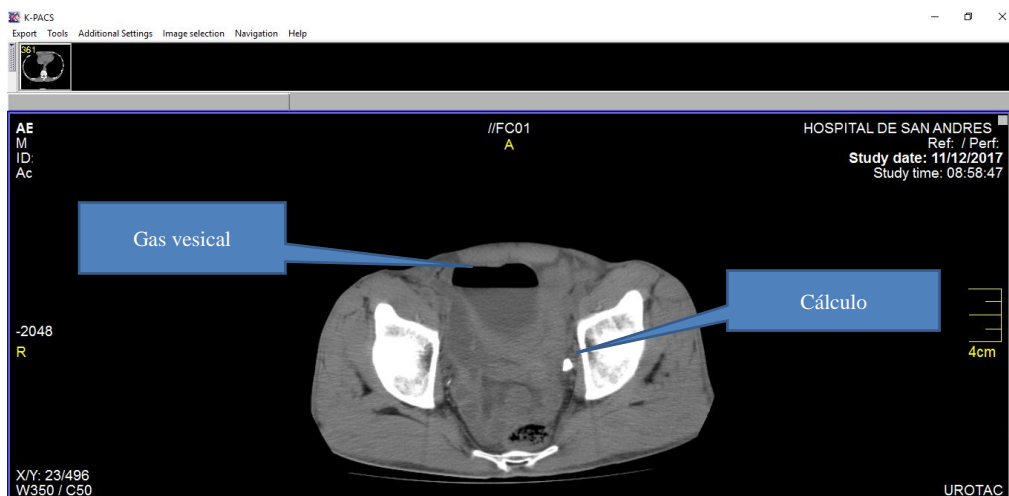 K-PACS
Export Tools Additional Settings Image selection Navigation Help
361
AE
M
ID:
Ac
//FC01
A
HOSPITAL DE SAN ANDRES
Ref: / Perf:
Study date: 11/12/2017
Study time: 08:58:47
Gas vesical
Cálculo
-2048
R
4cm
X/Y: 23/496
W350 / C50
UROTAC